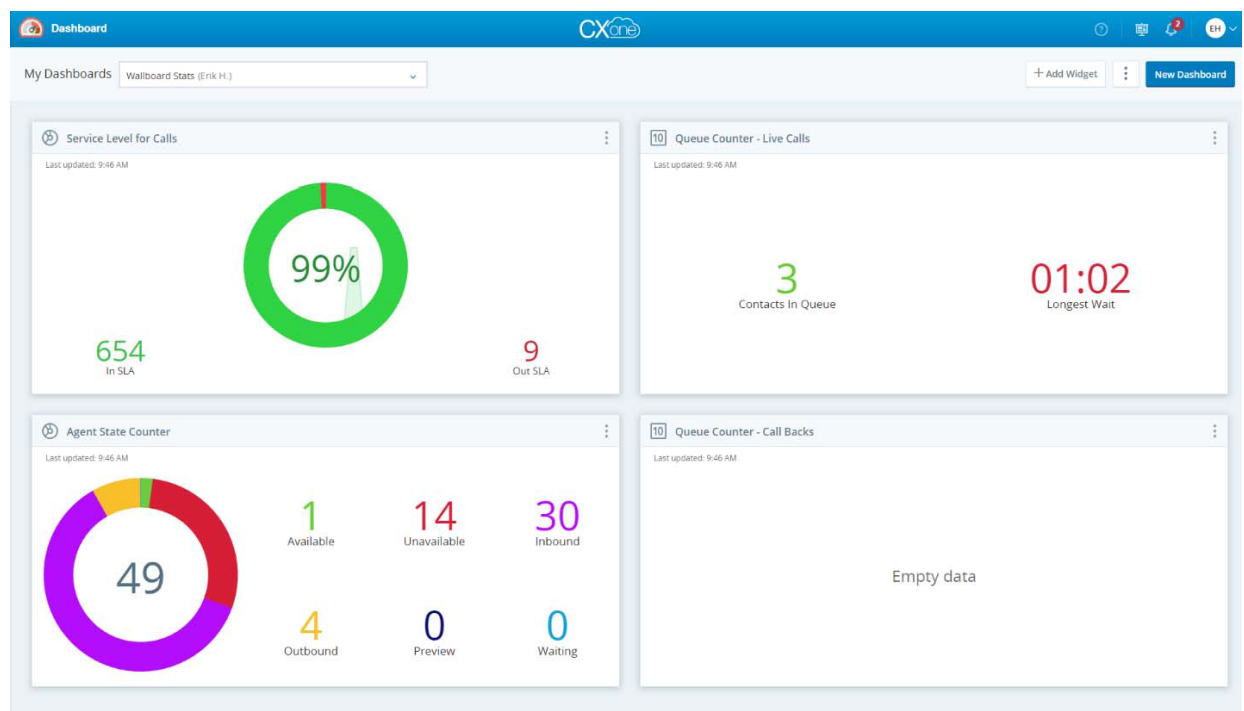 Dashboard
CXone
?
2
EH
My Dashboards
Wallboard Stats (Erik H.)
+ Add Widget
New Dashboard
Service Level for Calls
Last updated: 9:46 AM
99%
654
In SLA
9
Out SLA
10 Queue Counter - Live Calls
Last updated: 9:46 AM
3
Contacts In Queue
01:02
Longest Wait
Agent State Counter
Last updated: 9:46 AM
49
1
Available
14
Unavailable
30
Inbound
4
Outbound
0
Preview
0
Waiting
10 Queue Counter - Call Backs
Last updated: 9:46 AM
Empty data